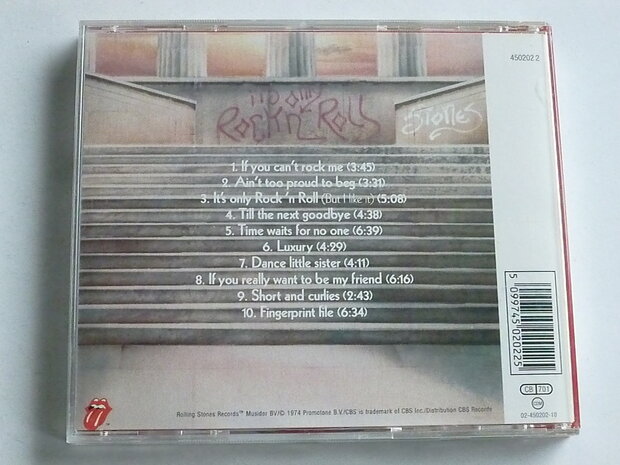 450202 2
it's only
Rock 'n' Roll
Stones
1. If you can't rock me (3:45)
2. Ain't too proud to beg (3:31)
3. It's only Rock 'n Roll (But I like it) (5:08)
4. Till the next goodbye (4:38)
5. Time waits for no one (6:39)
6. Luxury (4:29)
7. Dance little sister (4:11)
8. If you really want to be my friend (6:16)
9. Short and curlies (2:43)
10. Fingerprint file (6:34)
5 099745 020225
CB 701
Rolling Stones Records™ Musidor BV/© 1974 Promotone B.V./CBS is trademark of CBS Inc./Distribution CBS Records
02-450202-10